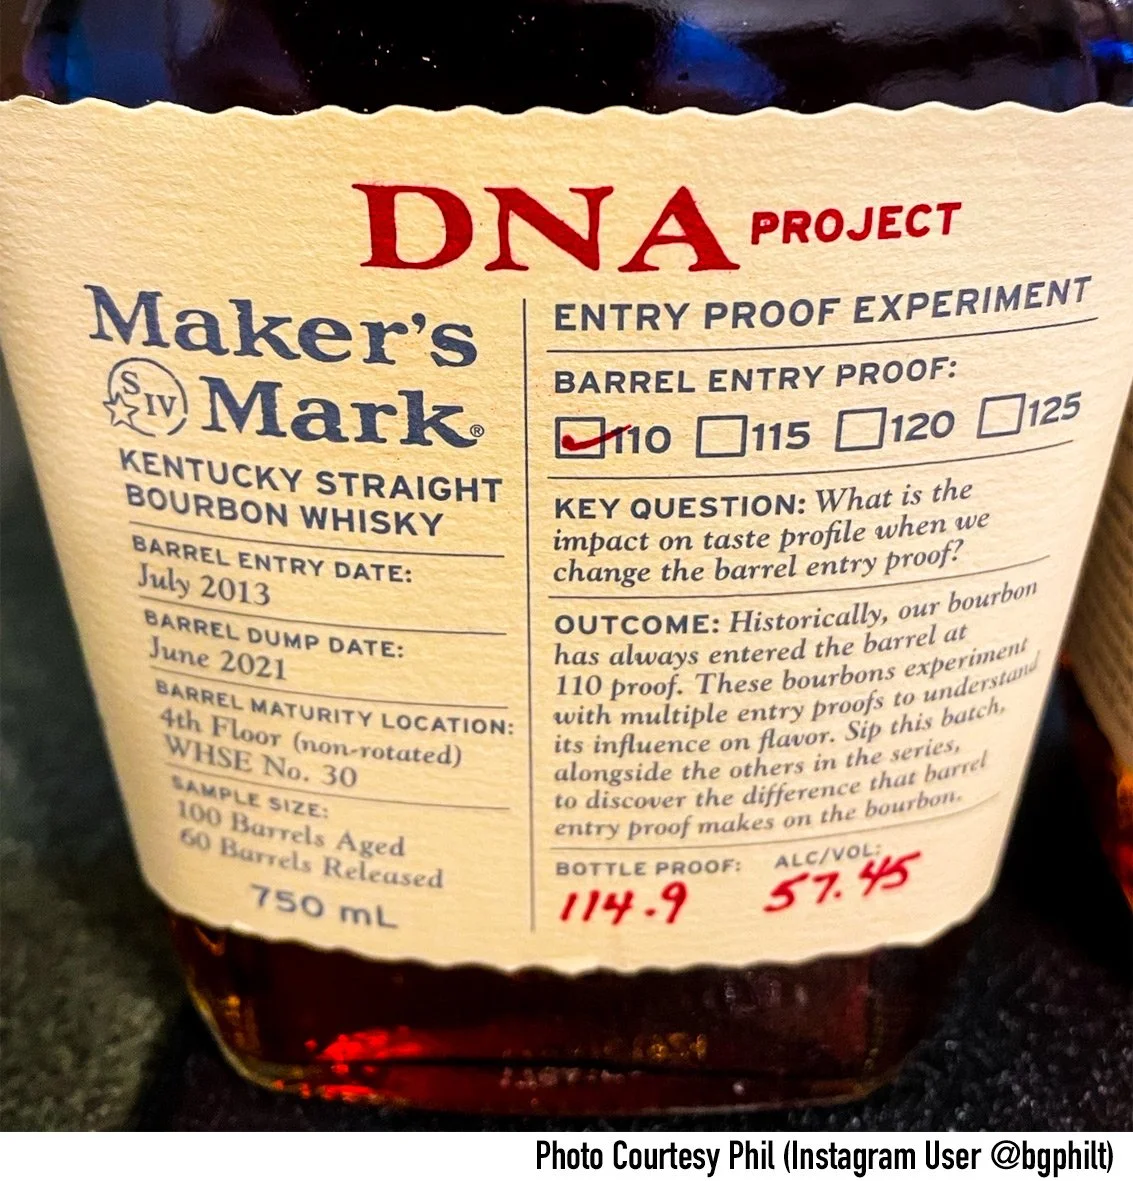 DNA PROJECT
Maker's
S IV Mark®
KENTUCKY STRAIGHT
BOURBON WHISKY
BARREL ENTRY DATE:
July 2013
BARREL DUMP DATE:
June 2021
BARREL MATURITY LOCATION:
4th Floor (non-rotated)
WHSE No. 30
SAMPLE SIZE:
100 Barrels Aged
60 Barrels Released
750 mL
ENTRY PROOF EXPERIMENT
BARREL ENTRY PROOF:
110 115 120 125
KEY QUESTION: What is the
impact on taste profile when we
change the barrel entry proof?
OUTCOME: Historically, our bourbon
has always entered the barrel at
110 proof. These bourbons experiment
with multiple entry proofs to understand
its influence on flavor. Sip this batch,
alongside the others in the series,
to discover the difference that barrel
entry proof makes on the bourbon.
BOTTLE PROOF: ALC/VOL:
114.9 57.45
Photo Courtesy Phil (Instagram User @bgphilt)